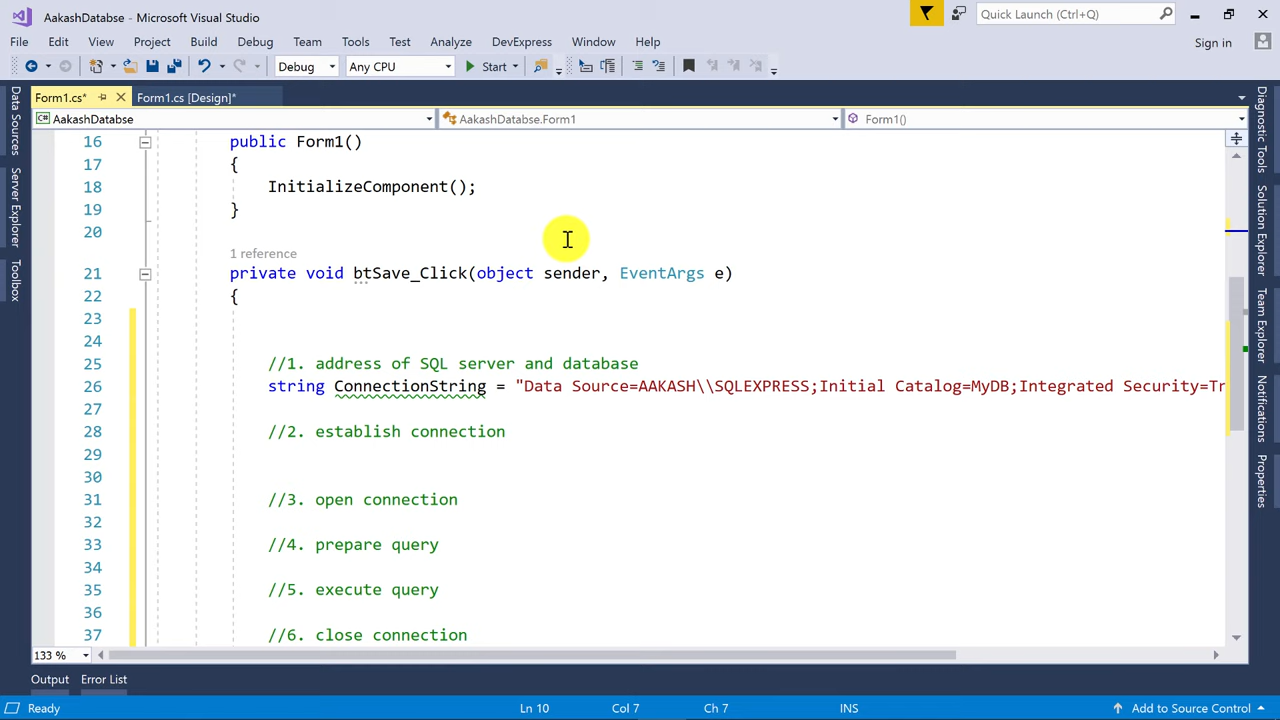 AakashDatabse - Microsoft Visual Studio
Quick Launch (Ctrl+Q)
File Edit View Project Build Debug Team Tools Test Analyze DevExpress Window Help
Sign in
Debug Any CPU Start
Form1.cs* Form1.cs [Design]*
AakashDatabse AakashDatabse.Form1 Form1()
Data Sources
Server Explorer
Toolbox
16 public Form1()
17 {
18 InitializeComponent();
19 }
20
1 reference
21 private void btSave_Click(object sender, EventArgs e)
22 {
23
24
25 //1. address of SQL server and database
26 string ConnectionString = "Data Source=AAKASH\\SQLEXPRESS;Initial Catalog=MyDB;Integrated Security=Tr
27
28 //2. establish connection
29
30
31 //3. open connection
32
33 //4. prepare query
34
35 //5. execute query
36
37 //6. close connection
Diagnostic Tools
Solution Explorer
Team Explorer
Notifications
Properties
133 %
Output Error List
Ready Ln 10 Col 7 Ch 7 INS Add to Source Control